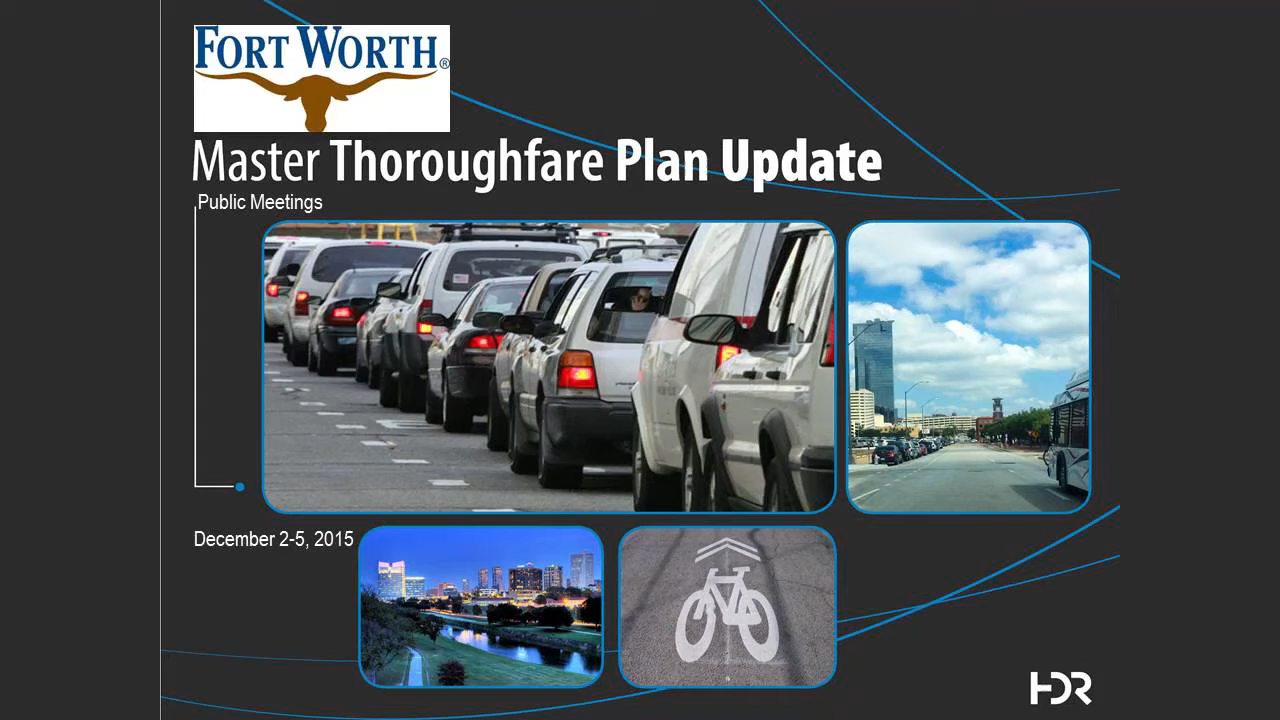 FORT WORTH®
Master Thoroughfare Plan Update
Public Meetings
December 2-5, 2015
HDR